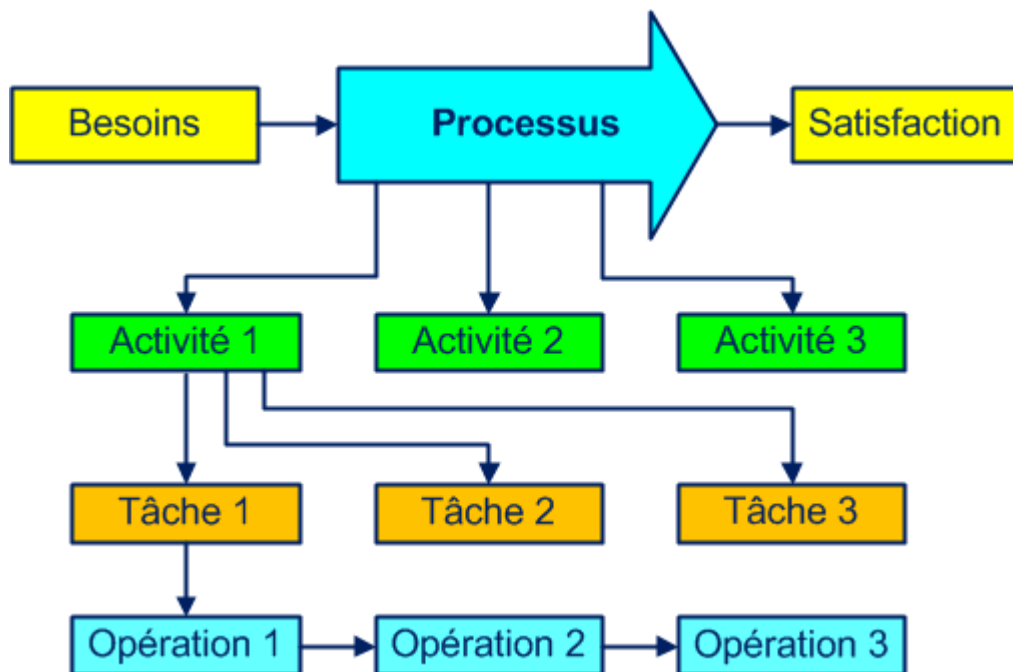 Besoins
Processus
Satisfaction
Activité 1
Activité 2
Activité 3
Tâche 1
Tâche 2
Tâche 3
Opération 1
Opération 2
Opération 3